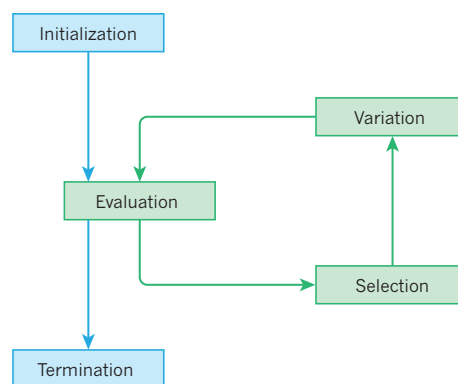 Initialization
Variation
Evaluation
Selection
Termination